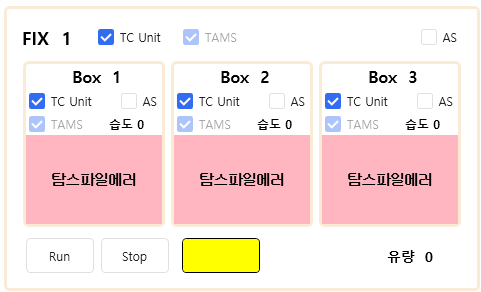 FIX 1 TC Unit TAMS AS
Box 1 Box 2 Box 3
TC Unit AS TC Unit AS TC Unit AS
TAMS 습도 0 TAMS 습도 0 TAMS 습도 0
탐스파일에러 탐스파일에러 탐스파일에러
Run Stop 유량 0